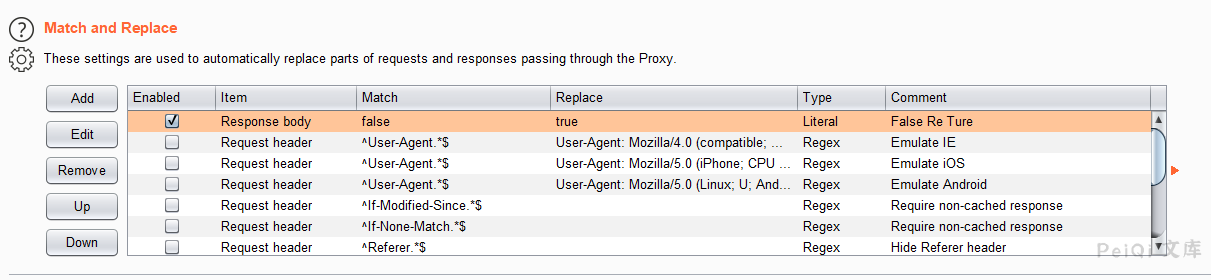 Match and Replace
These settings are used to automatically replace parts of requests and responses passing through the Proxy.
Add
Edit
Remove
Up
Down
Enabled Item Match Replace Type Comment
Response body false true Literal False Re Ture
Request header ^User-Agent.*$ User-Agent: Mozilla/4.0 (compatible; ... Regex Emulate IE
Request header ^User-Agent.*$ User-Agent: Mozilla/5.0 (iPhone; CPU ... Regex Emulate iOS
Request header ^User-Agent.*$ User-Agent: Mozilla/5.0 (Linux; U; And... Regex Emulate Android
Request header ^If-Modified-Since.*$ Regex Require non-cached response
Request header ^If-None-Match.*$ Regex Require non-cached response
Request header ^Referer.*$ Regex Hide Referer header
PeiQi 文库